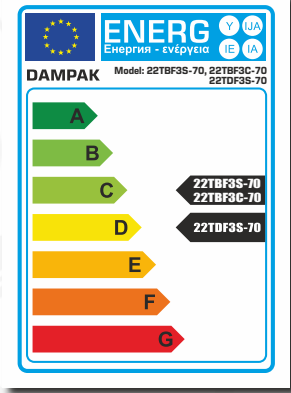 ENERG
Y IJA
IE IA
Енергия - ενέργεια
DAMPAK
Model: 22TBF3S-70, 22TBF3C-70
22TDF3S-70
A
B
C
22TBF3S-70
22TBF3C-70
D
22TDF3S-70
E
F
G